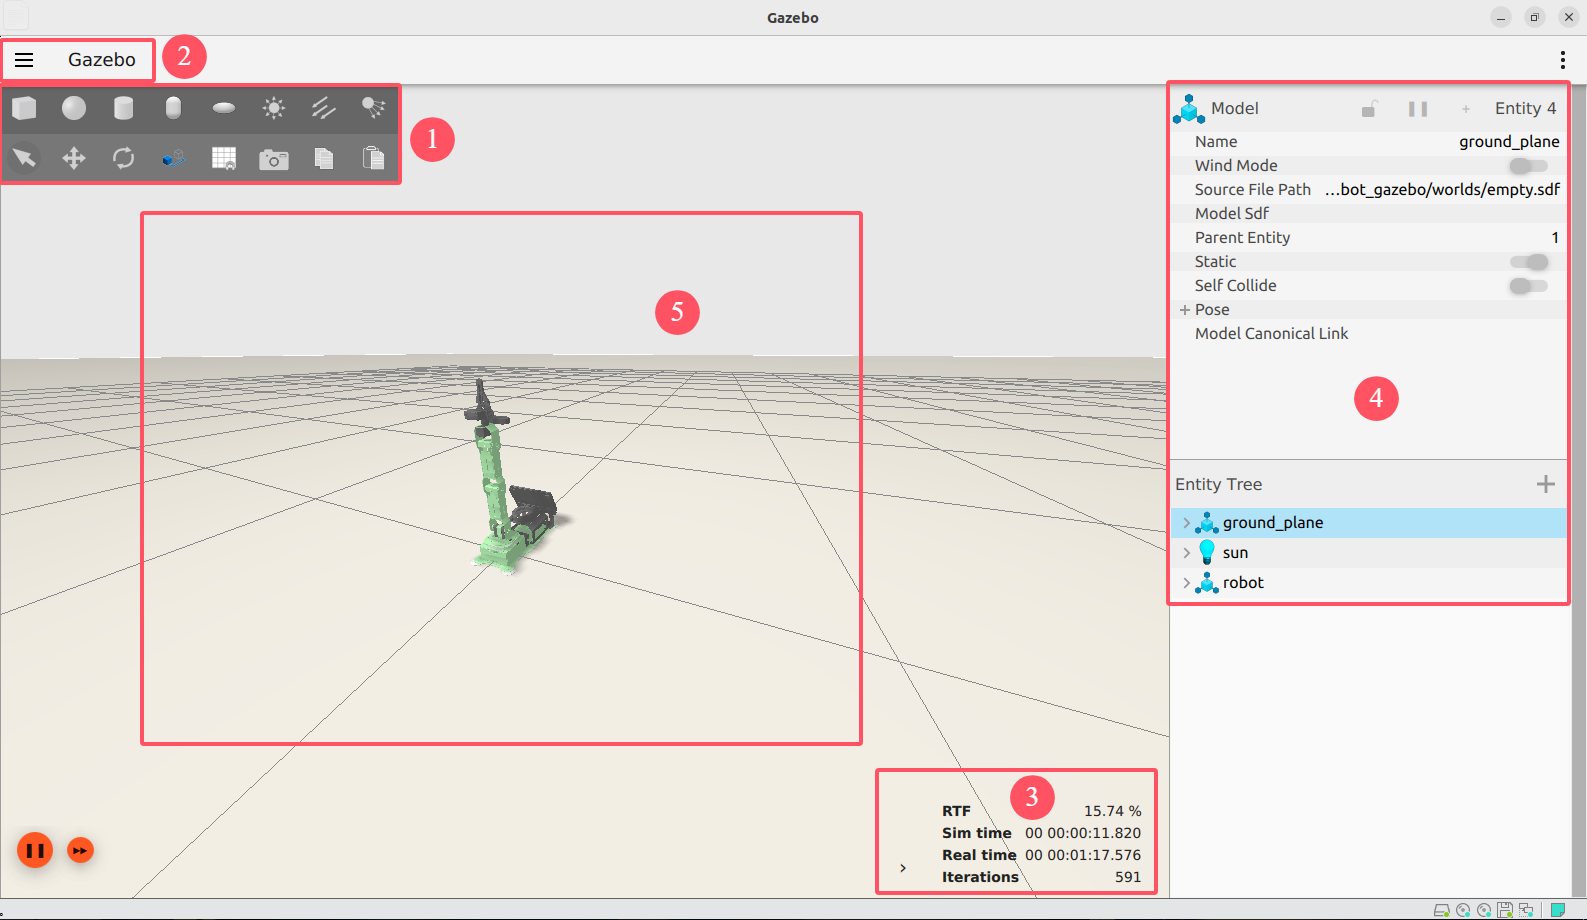 Gazebo
Gazebo
2
1
5
3
RTF 15.74 %
Sim time 00 00:00:11.820
Real time 00 00:01:17.576
Iterations 591
Model Entity 4
Name ground_plane
Wind Mode
Source File Path ...bot_gazebo/worlds/empty.sdf
Model Sdf
Parent Entity 1
Static
Self Collide
Pose
Model Canonical Link
4
Entity Tree
ground_plane
sun
robot